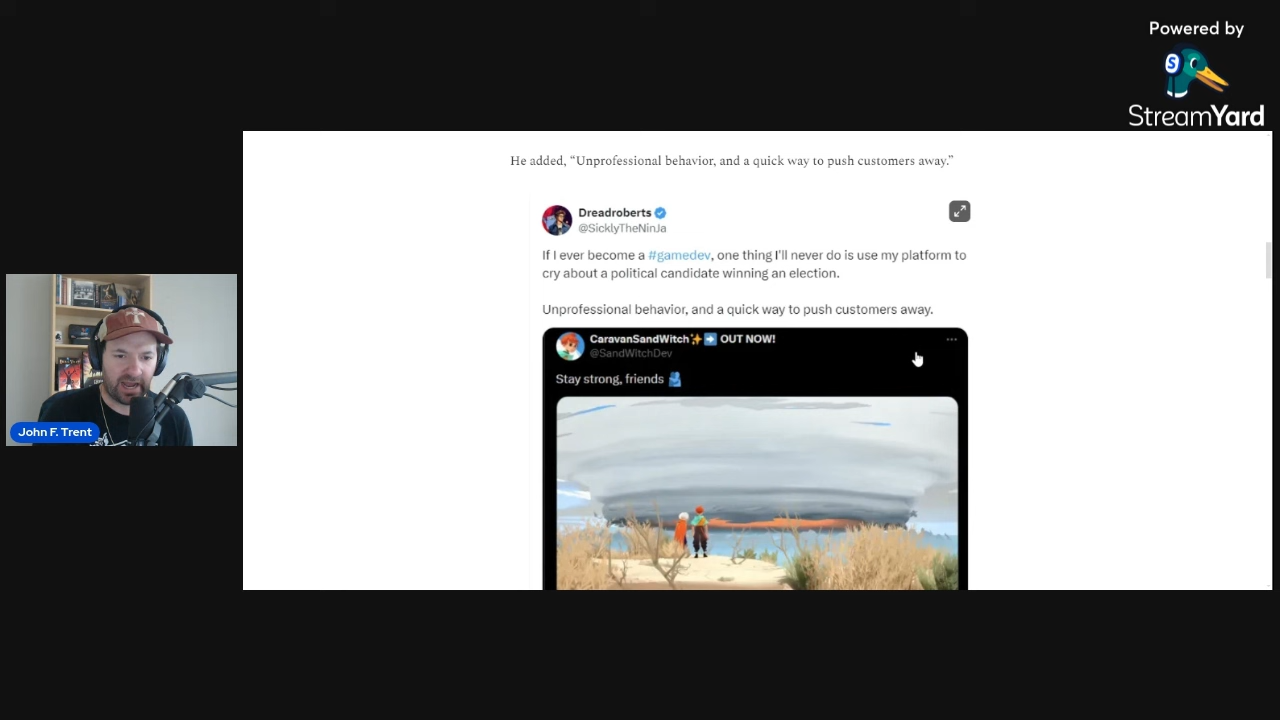 Powered by
StreamYard
He added, “Unprofessional behavior, and a quick way to push customers away.”
Dreadroberts
@SicklyTheNinJa
If I ever become a #gamedev, one thing I'll never do is use my platform to
cry about a political candidate winning an election.
Unprofessional behavior, and a quick way to push customers away.
CaravanSandWitch✨➡️ OUT NOW!
@SandWitchDev
Stay strong, friends 🫂
John F. Trent